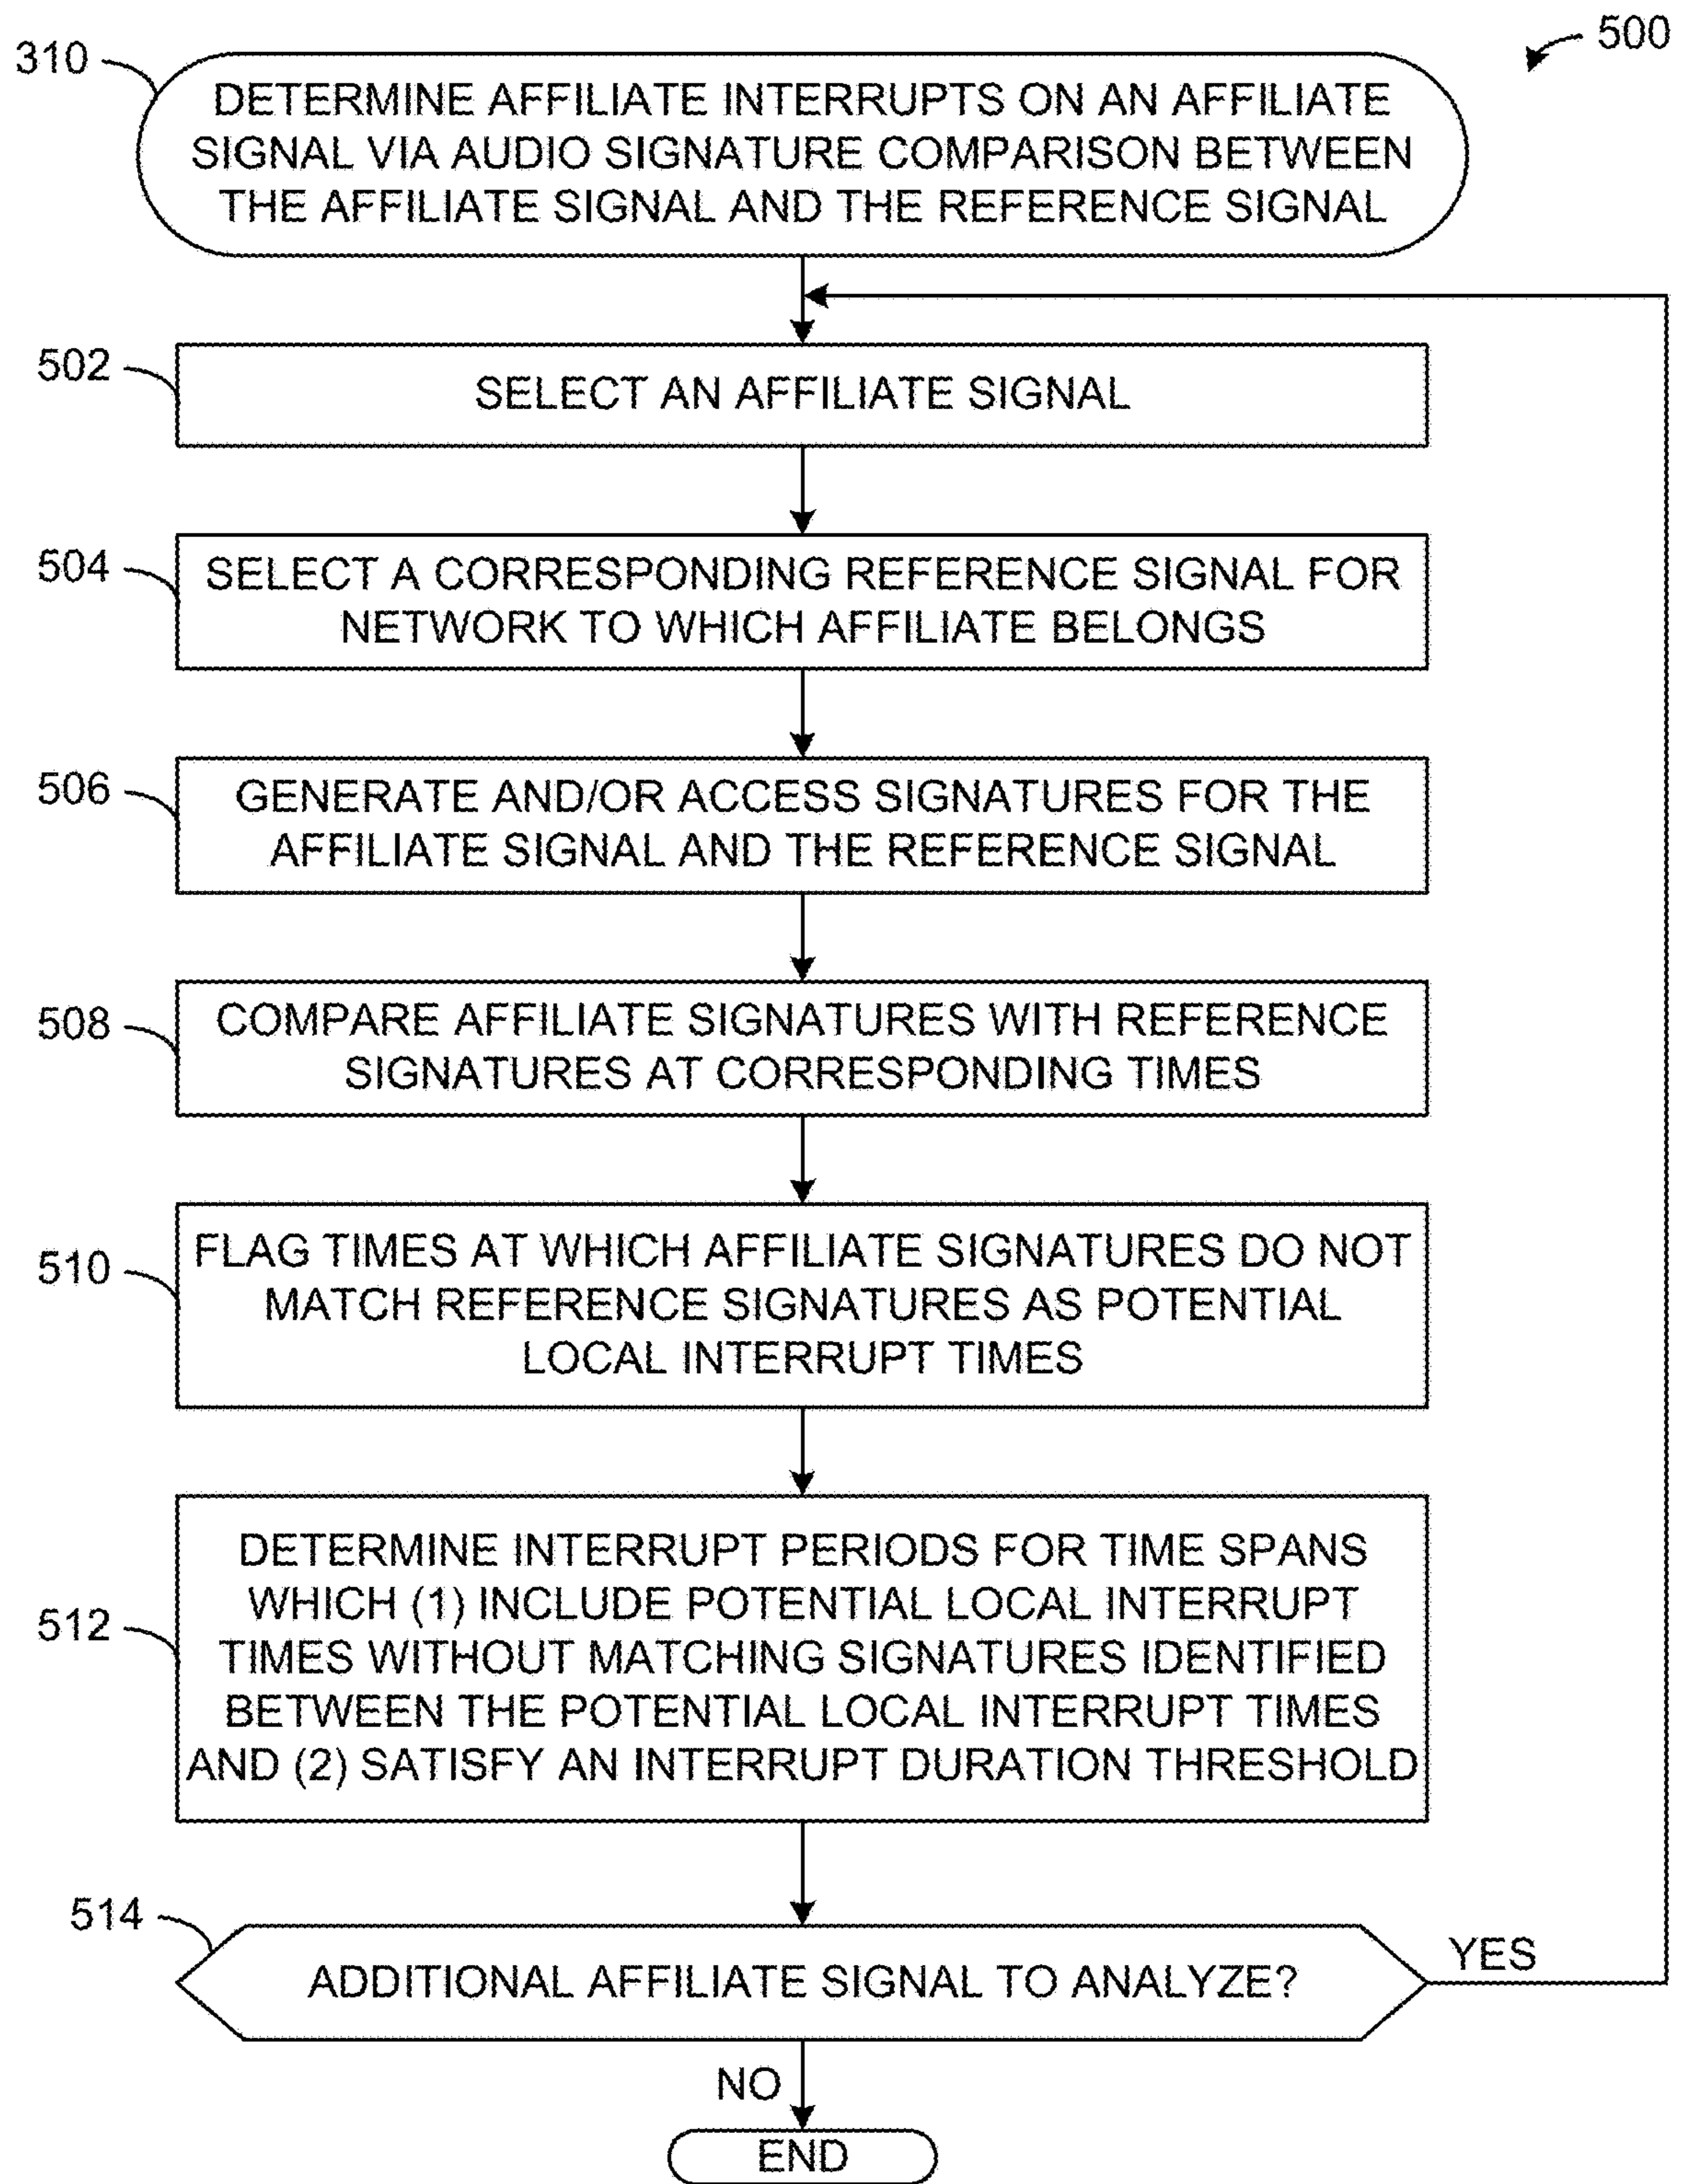 500
310
DETERMINE AFFILIATE INTERRUPTS ON AN AFFILIATE
SIGNAL VIA AUDIO SIGNATURE COMPARISON BETWEEN
THE AFFILIATE SIGNAL AND THE REFERENCE SIGNAL
502
SELECT AN AFFILIATE SIGNAL
504
SELECT A CORRESPONDING REFERENCE SIGNAL FOR
NETWORK TO WHICH AFFILIATE BELONGS
506
GENERATE AND/OR ACCESS SIGNATURES FOR THE
AFFILIATE SIGNAL AND THE REFERENCE SIGNAL
508
COMPARE AFFILIATE SIGNATURES WITH REFERENCE
SIGNATURES AT CORRESPONDING TIMES
510
FLAG TIMES AT WHICH AFFILIATE SIGNATURES DO NOT
MATCH REFERENCE SIGNATURES AS POTENTIAL
LOCAL INTERRUPT TIMES
512
DETERMINE INTERRUPT PERIODS FOR TIME SPANS
WHICH (1) INCLUDE POTENTIAL LOCAL INTERRUPT
TIMES WITHOUT MATCHING SIGNATURES IDENTIFIED
BETWEEN THE POTENTIAL LOCAL INTERRUPT TIMES
AND (2) SATISFY AN INTERRUPT DURATION THRESHOLD
514
ADDITIONAL AFFILIATE SIGNAL TO ANALYZE?
YES
NO
END